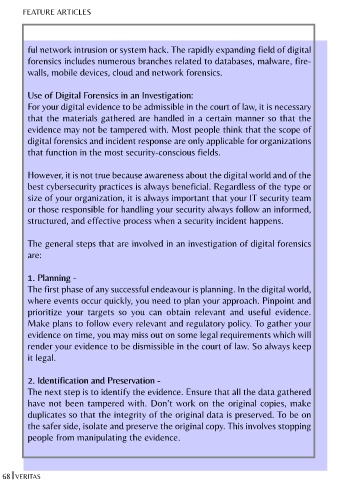 FEATURE ARTICLES
ful network intrusion or system hack. The rapidly expanding field of digital
forensics includes numerous branches related to databases, malware, fire-
walls, mobile devices, cloud and network forensics.
Use of Digital Forensics in an Investigation:
For your digital evidence to be admissible in the court of law, it is necessary
that the materials gathered are handled in a certain manner so that the
evidence may not be tampered with. Most people think that the scope of
digital forensics and incident response are only applicable for organizations
that function in the most security-conscious fields.
However, it is not true because awareness about the digital world and of the
best cybersecurity practices is always beneficial. Regardless of the type or
size of your organization, it is always important that your IT security team
or those responsible for handling your security always follow an informed,
structured, and effective process when a security incident happens.
The general steps that are involved in an investigation of digital forensics
are:
1. Planning -
The first phase of any successful endeavour is planning. In the digital world,
where events occur quickly, you need to plan your approach. Pinpoint and
prioritize your targets so you can obtain relevant and useful evidence.
Make plans to follow every relevant and regulatory policy. To gather your
evidence on time, you may miss out on some legal requirements which will
render your evidence to be dismissible in the court of law. So always keep
it legal.
2. Identification and Preservation -
The next step is to identify the evidence. Ensure that all the data gathered
have not been tampered with. Don't work on the original copies, make
duplicates so that the integrity of the original data is preserved. To be on
the safer side, isolate and preserve the original copy. This involves stopping
people from manipulating the evidence.
68 VERITAS